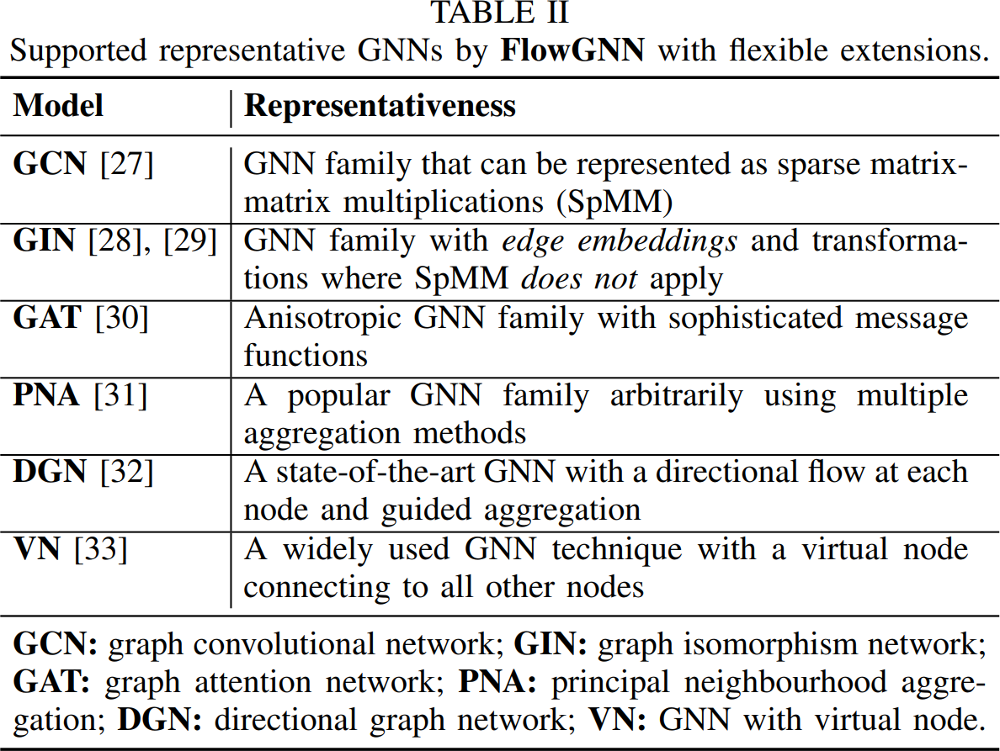 TABLE II
Supported representative GNNs by FlowGNN with flexible extensions.
Model Representativeness
GCN [27] GNN family that can be represented as sparse matrix-
matrix multiplications (SpMM)
GIN [28], [29] GNN family with edge embeddings and transforma-
tions where SpMM does not apply
GAT [30] Anisotropic GNN family with sophisticated message
functions
PNA [31] A popular GNN family arbitrarily using multiple
aggregation methods
DGN [32] A state-of-the-art GNN with a directional flow at each
node and guided aggregation
VN [33] A widely used GNN technique with a virtual node
connecting to all other nodes
GCN: graph convolutional network; GIN: graph isomorphism network;
GAT: graph attention network; PNA: principal neighbourhood aggre-
gation; DGN: directional graph network; VN: GNN with virtual node.